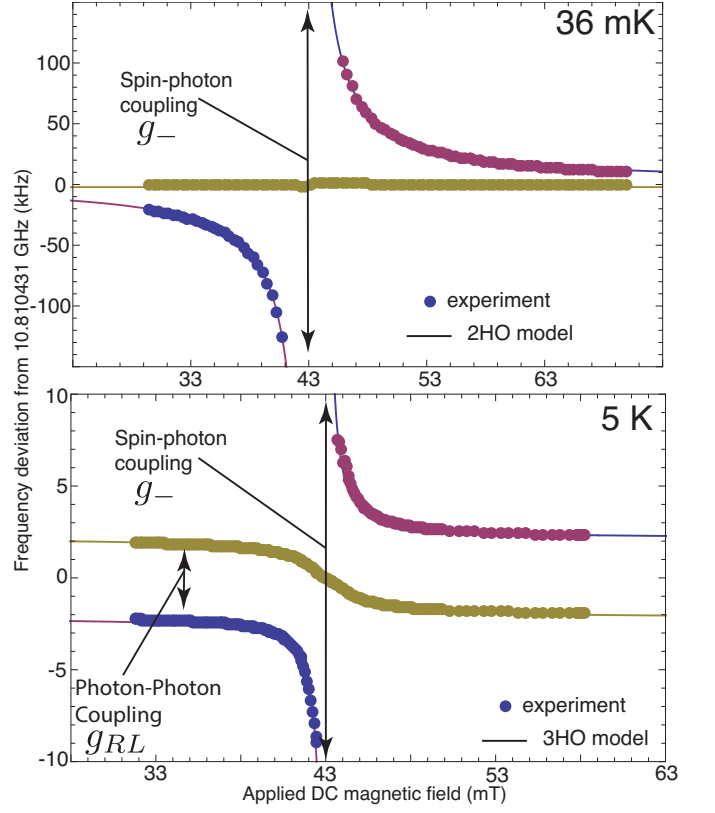 36 mK
100
50
0
-50
-100
Spin-photon
coupling
g−
experiment
2HO model
33
43
53
63
Frequency deviation from 10.810431 GHz (kHz)
5 K
10
5
0
-5
-10
Spin-photon
coupling
g−
Photon-Photon
Coupling
gRL
experiment
3HO model
33
43
53
63
Applied DC magnetic field (mT)